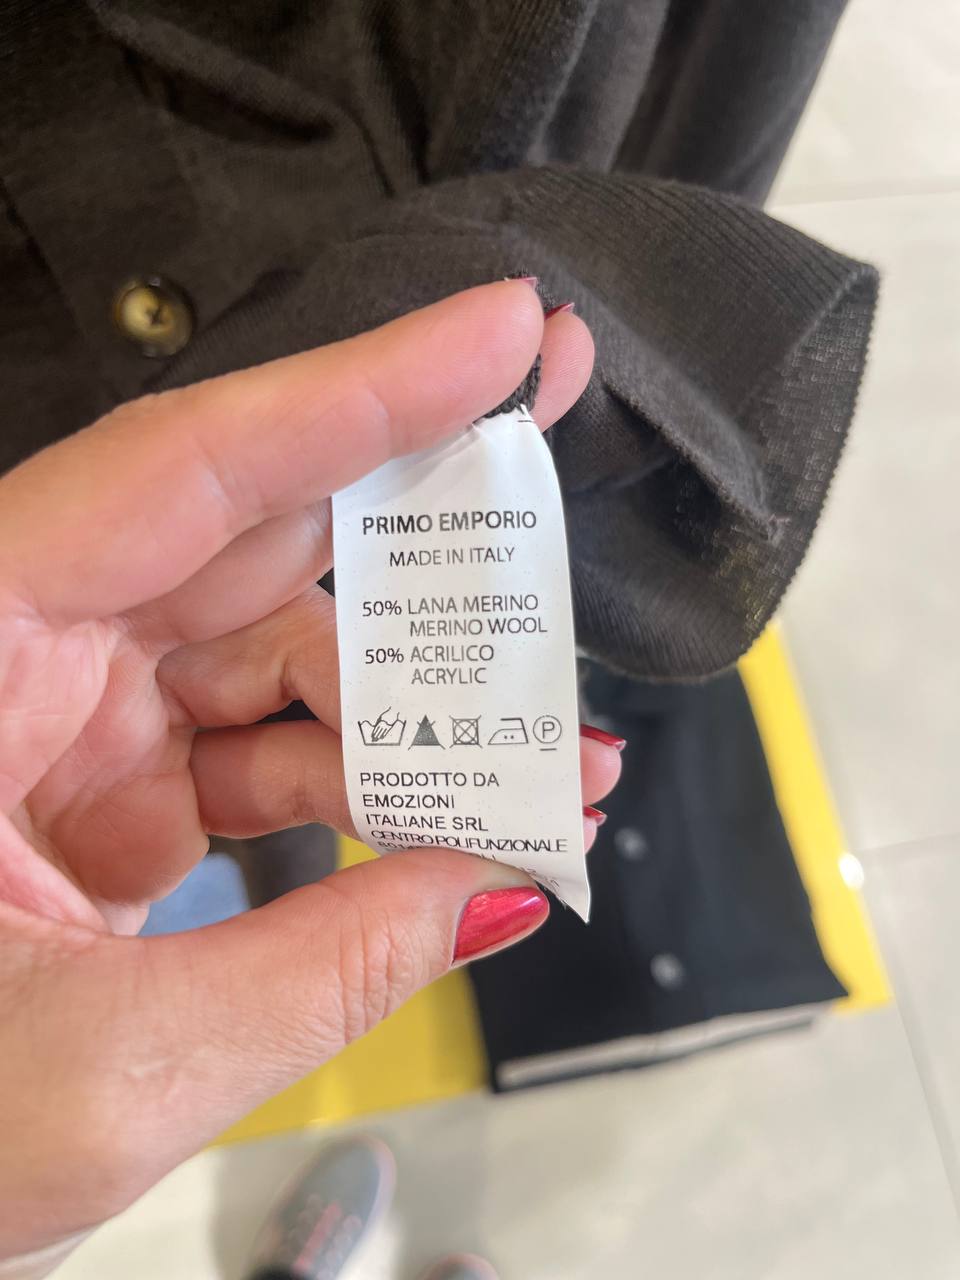 PRIMO EMPORIO
MADE IN ITALY
50% LANA MERINO
MERINO WOOL
50% ACRILICO
ACRYLIC
P
PRODOTTO DA
EMOZIONI
ITALIANE SRL
CENTRO POLIFUNZIONALE